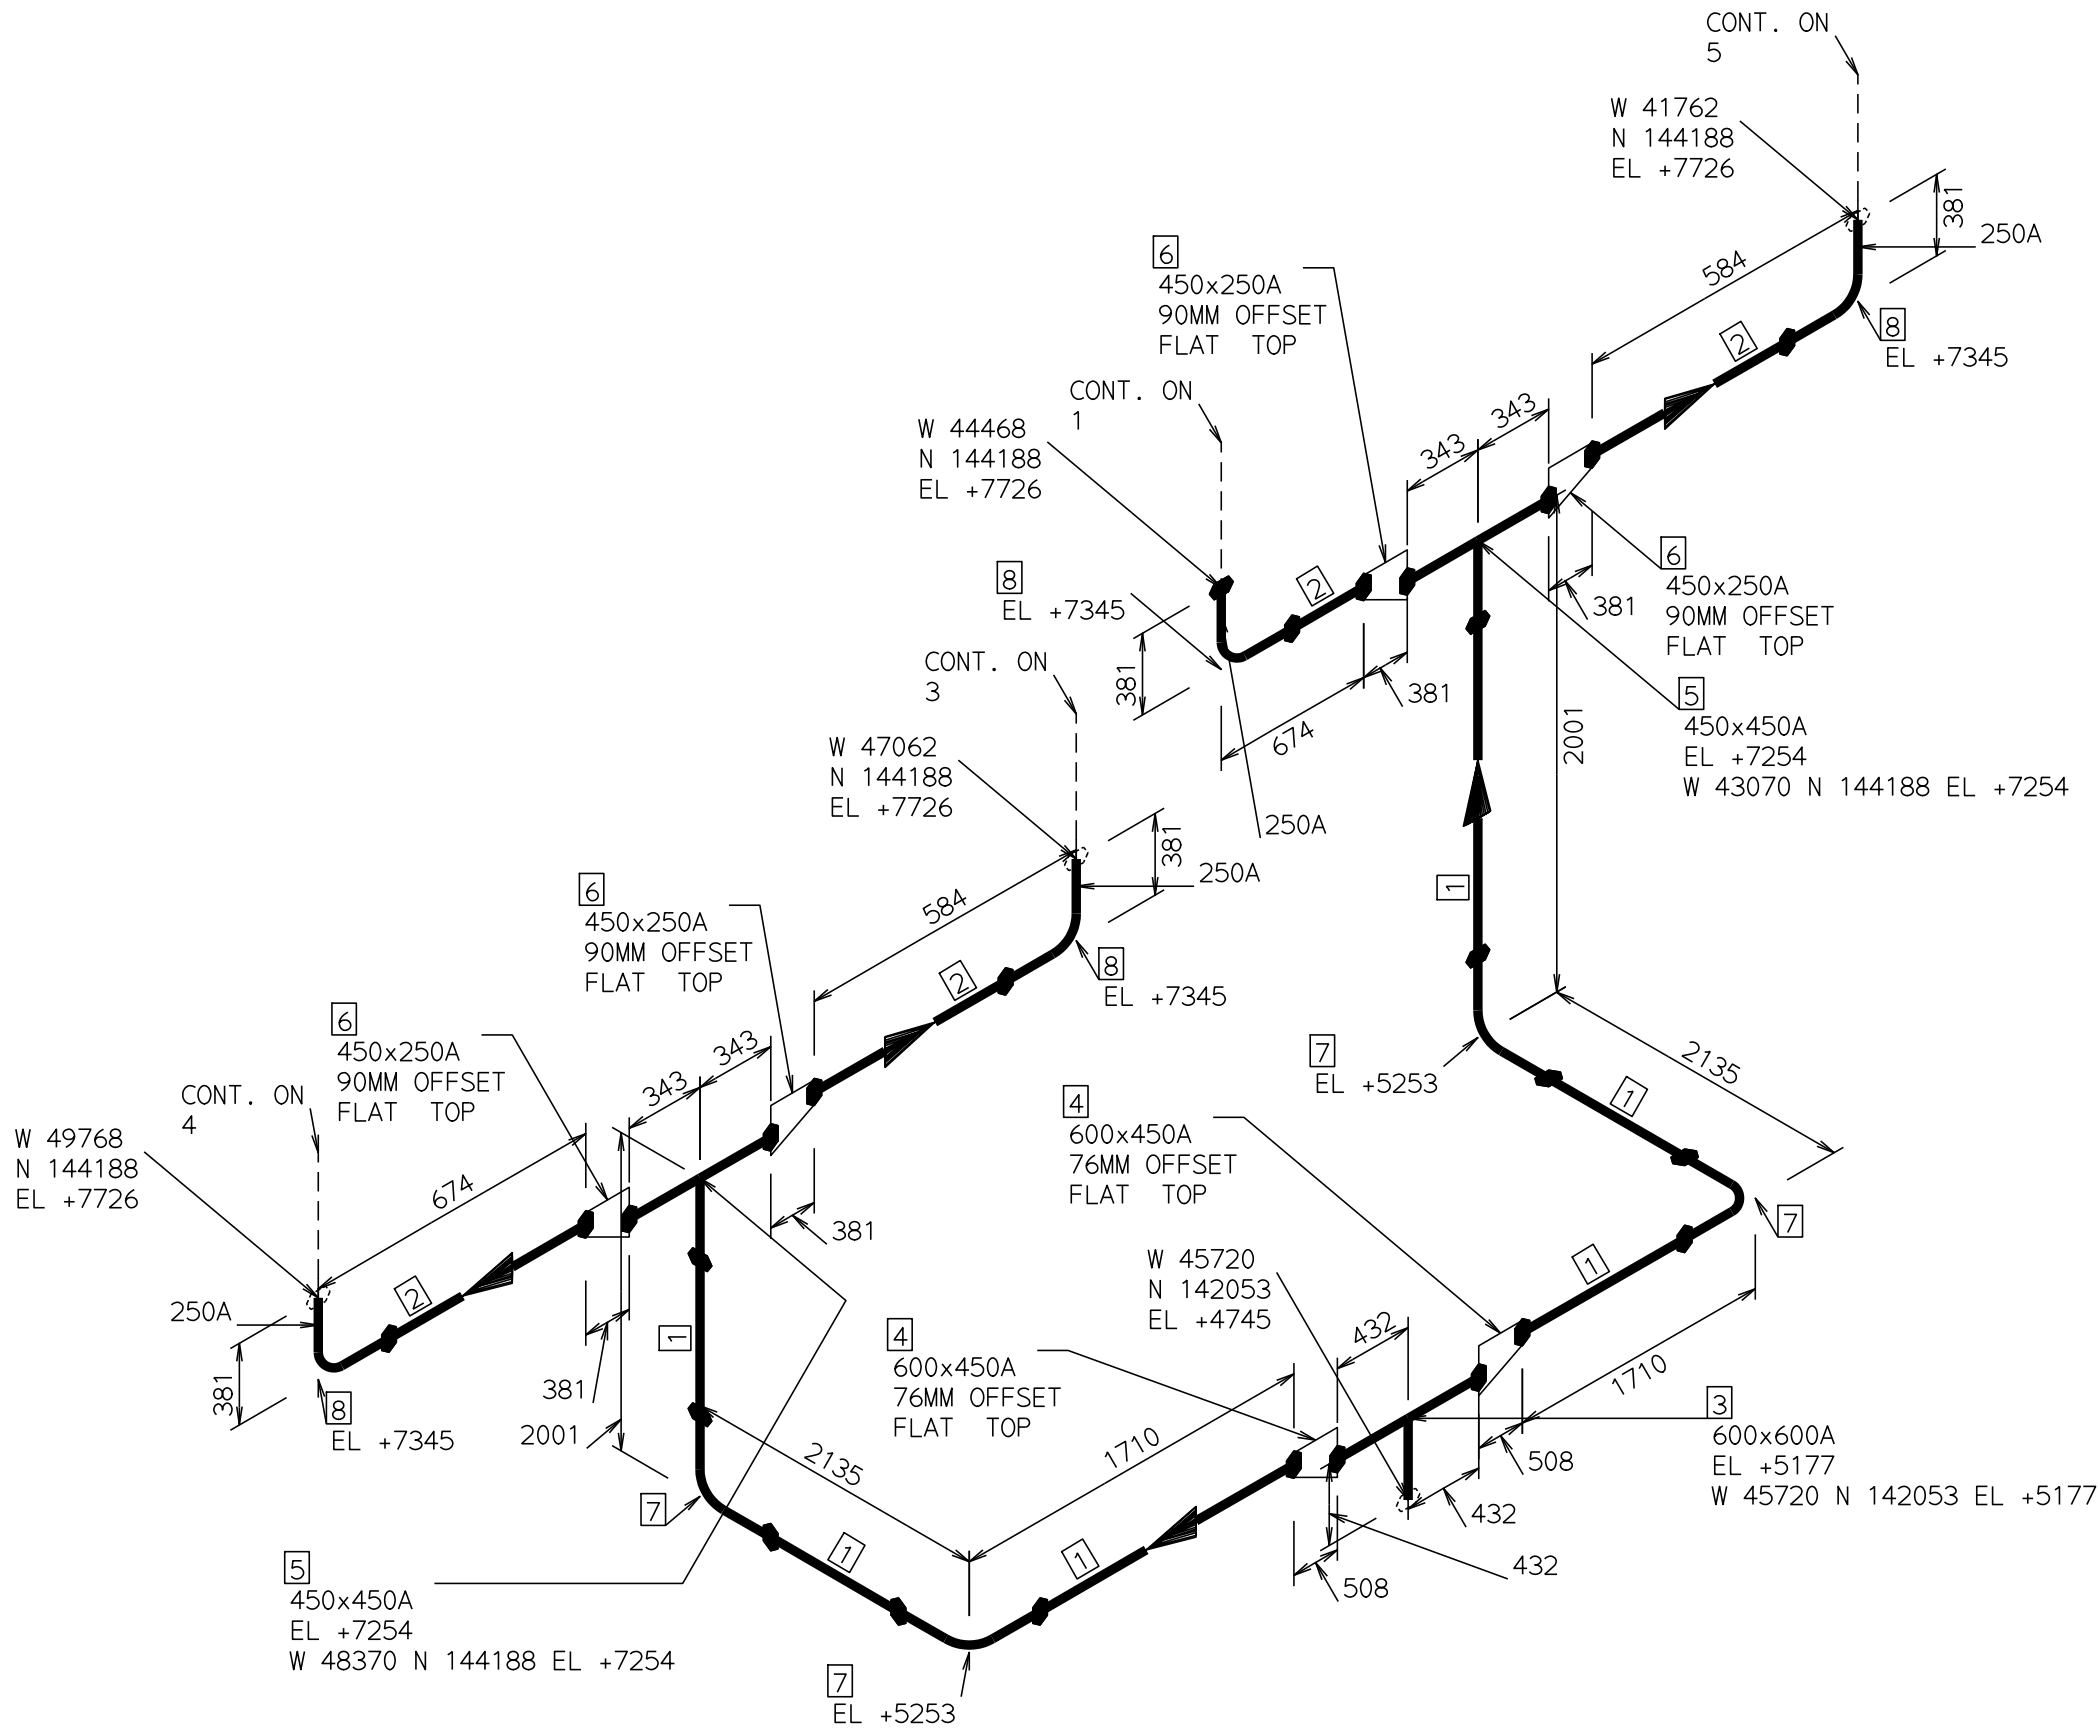 CONT. ON
5
W 41762
N 144188
EL +7726
381
250A
584
8
EL +7345
2
6
450x250A
90MM OFFSET
FLAT TOP
CONT. ON
1
W 44468
N 144188
EL +7726
343
343
8
EL +7345
2
381
674
381
250A
381
6
450x250A
90MM OFFSET
FLAT TOP
5
450x450A
EL +7254
W 43070 N 144188 EL +7254
2001
1
CONT. ON
3
W 47062
N 144188
EL +7726
381
250A
584
8
EL +7345
2
6
450x250A
90MM OFFSET
FLAT TOP
6
450x250A
90MM OFFSET
FLAT TOP
343
343
381
CONT. ON
4
W 49768
N 144188
EL +7726
674
250A
2
381
8
EL +7345
381
2001
1
7
EL +5253
2135
1
7
4
600x450A
76MM OFFSET
FLAT TOP
1
W 45720
N 142053
EL +4745
432
1710
4
600x450A
76MM OFFSET
FLAT TOP
3
600x600A
EL +5177
W 45720 N 142053 EL +5177
508
432
432
508
1710
2135
7
1
1
5
450x450A
EL +7254
W 48370 N 144188 EL +7254
7
EL +5253